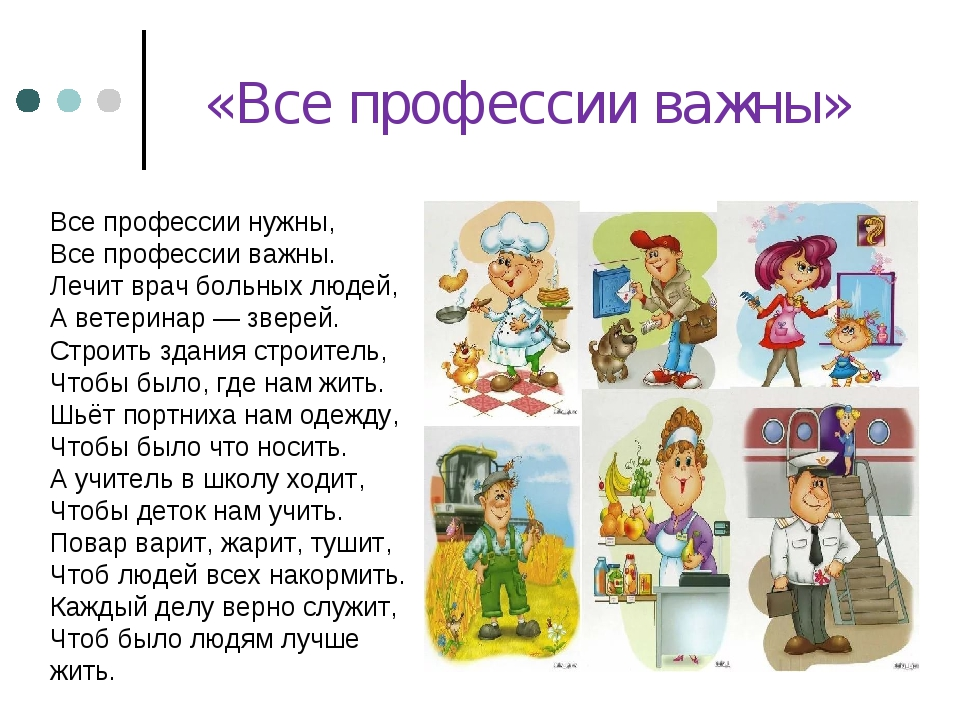 «Все профессии важны»
Все профессии нужны,
Все профессии важны.
Лечит врач больных людей,
А ветеринар — зверей.
Строить здания строитель,
Чтобы было, где нам жить.
Шьёт портниха нам одежду,
Чтобы было что носить.
А учитель в школу ходит,
Чтобы деток нам учить.
Повар варит, жарит, тушит,
Чтоб людей всех накормить.
Каждый делу верно служит,
Чтоб было людям лучше
жить.